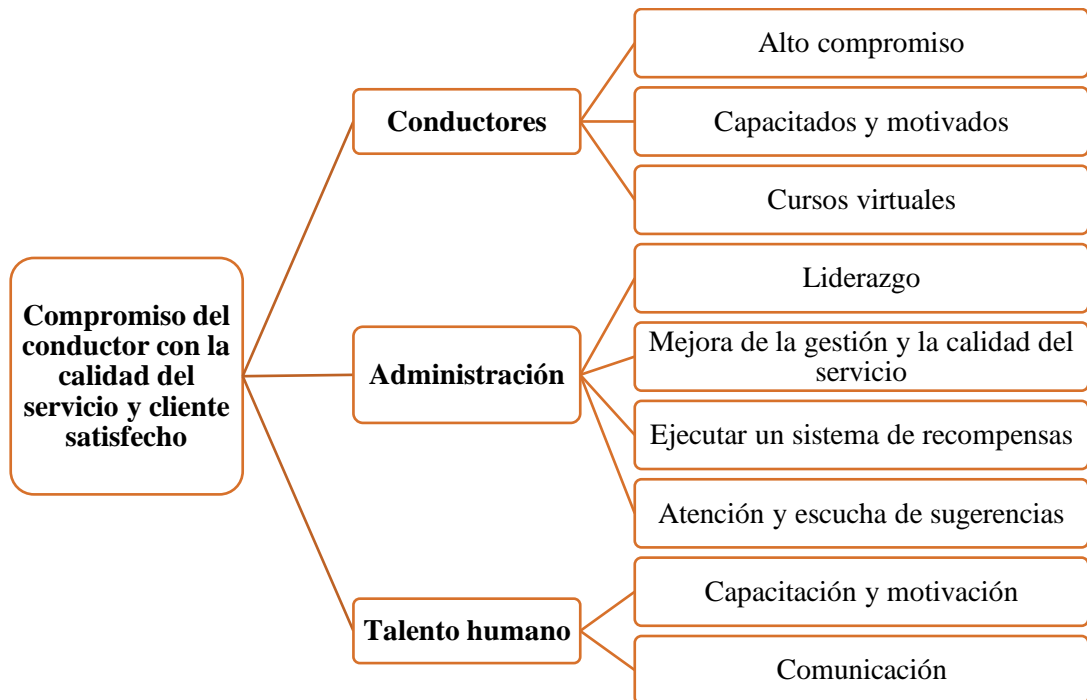 Alto compromiso
Conductores
Capacitados y motivados
Cursos virtuales
Compromiso del
conductor con la
calidad del
servicio y cliente
satisfecho
Liderazgo
Administración
Mejora de la gestión y la calidad del
servicio
Ejecutar un sistema de recompensas
Atención y escucha de sugerencias
Talento humano
Capacitación y motivación
Comunicación